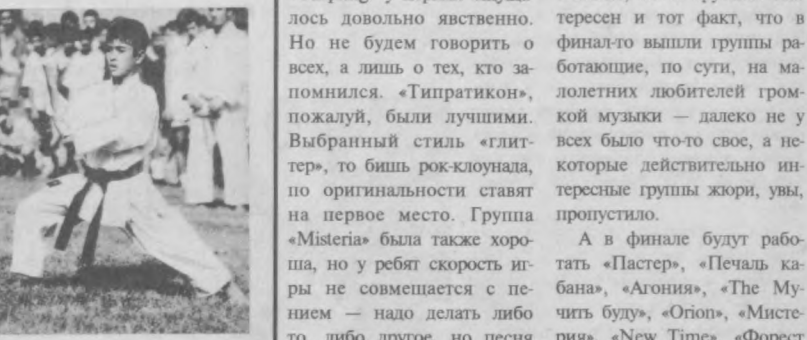 лось довольно явственно.
Но не будем говорить о
всех, а лишь о тех, кто за-
помнился. «Типратикон»,
пожалуй, были лучшими.
Выбранный стиль «глит-
тер», то бишь рок-клоунада,
по оригинальности ставят
на первое место. Группа
«Misteria» была также хоро-
ша, но у ребят скорость иг-
ры не совмещается с пе-
нием — надо делать либо
то, либо другое, но песня
тересен и тот факт, что в
финал-то вышли группы ра-
ботающие, по сути, на ма-
лолетних любителей гром-
кой музыки — далеко не у
всех было что-то свое, а не-
которые действительно ин-
тересные группы жюри, увы,
пропустило.
А в финале будут рабо-
тать «Пастер», «Печаль ка-
бана», «Агония», «The Му-
чить буду», «Orion», «Мисте-
рия», «New Time», «Форест